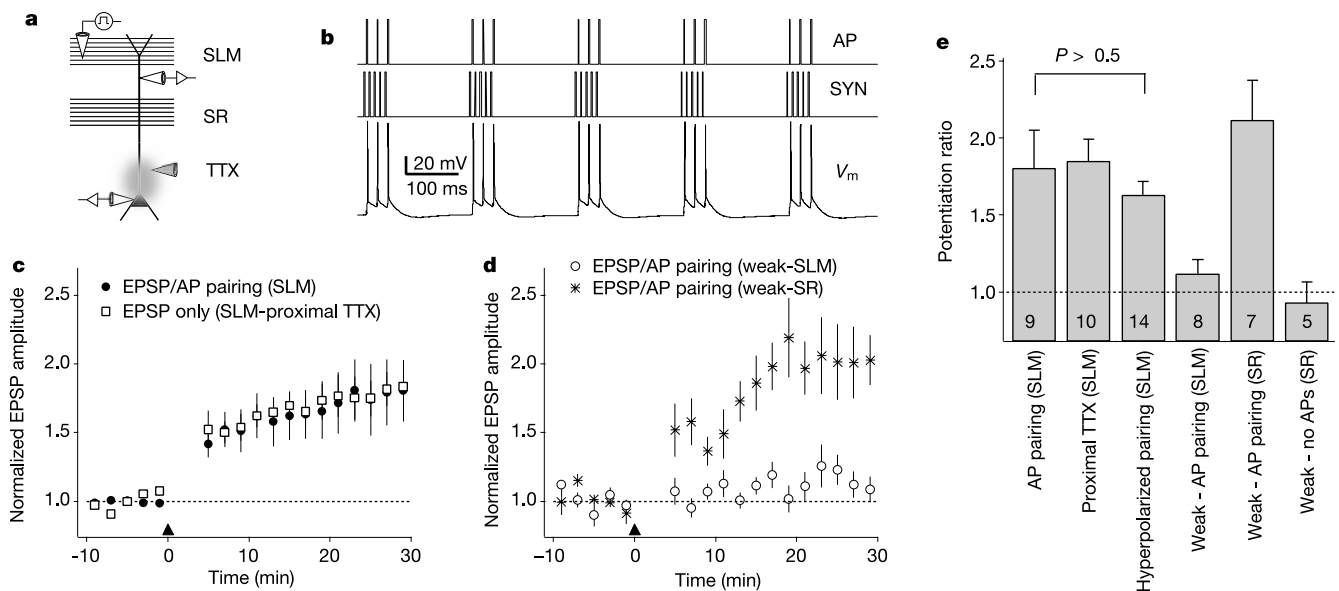 a
SLM
SR
TTX
b
AP
SYN
20 mV
100 ms
Vm
c
EPSP/AP pairing (SLM)
EPSP only (SLM-proximal TTX)
Normalized EPSP amplitude
2.5
2.0
1.5
1.0
-10
0
10
20
30
Time (min)
d
EPSP/AP pairing (weak-SLM)
EPSP/AP pairing (weak-SR)
Normalized EPSP amplitude
2.5
2.0
1.5
1.0
–10
0
10
20
30
Time (min)
e
P > 0.5
Potentiation ratio
2.5
2.0
1.5
1.0
9
10
14
8
7
5
AP pairing (SLM)
Proximal TTX (SLM)
Hyperpolarized pairing (SLM)
Weak - AP pairing (SLM)
Weak - AP pairing (SR)
Weak - no APs (SR)